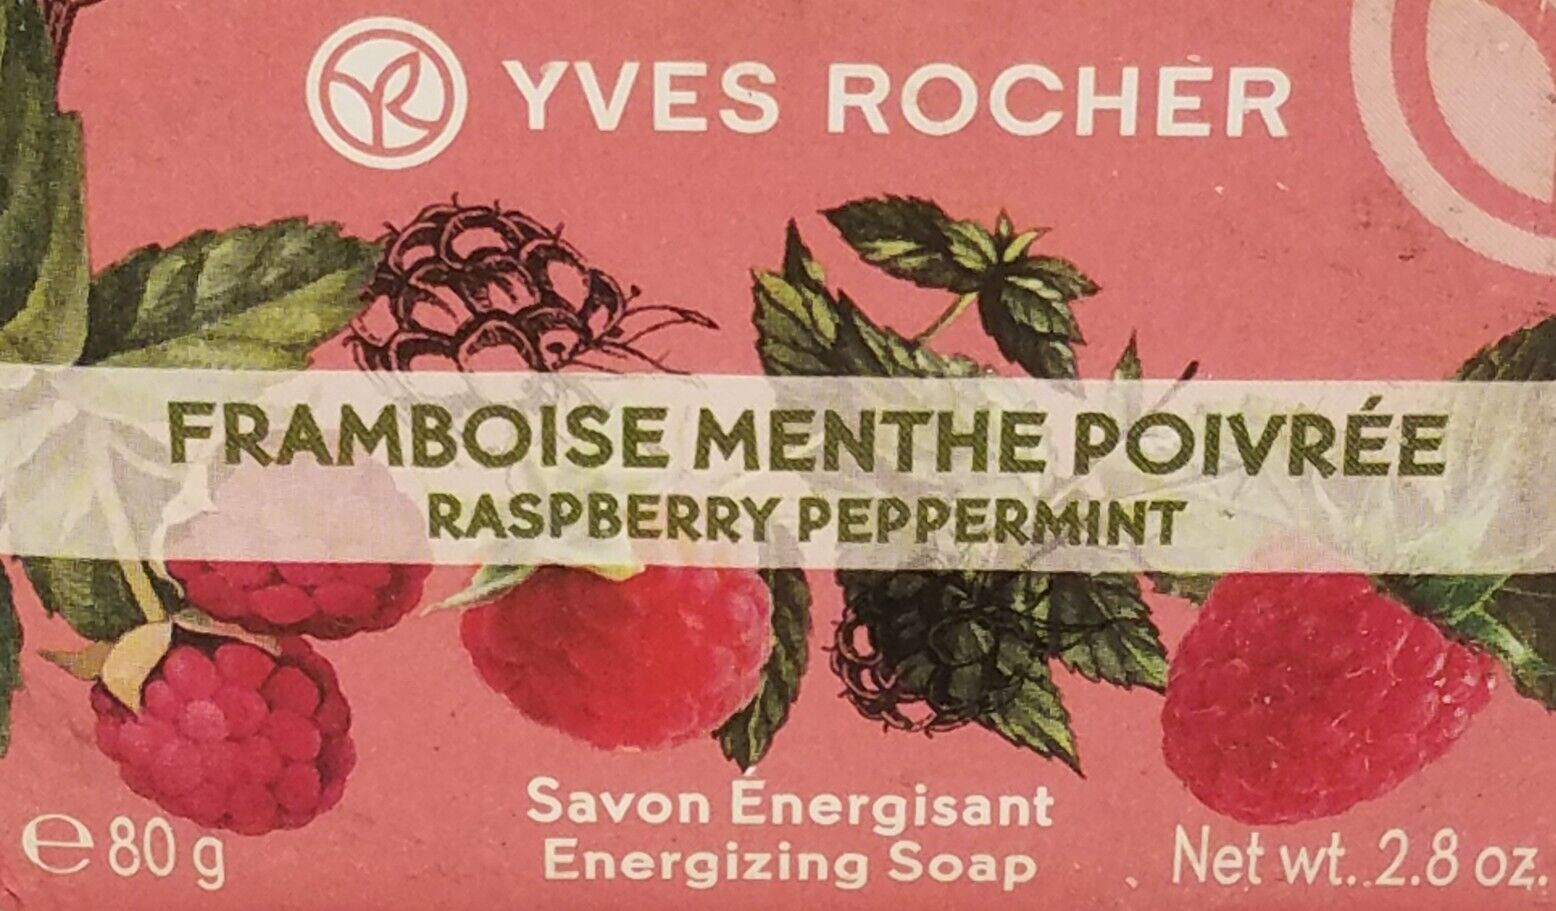 YVES ROCHER
FRAMBOISE MENTHE POIVRÉE
RASPBERRY PEPPERMINT
Savon Énergisant
Energizing Soap
℮ 80 g
Net wt. 2.8 oz.